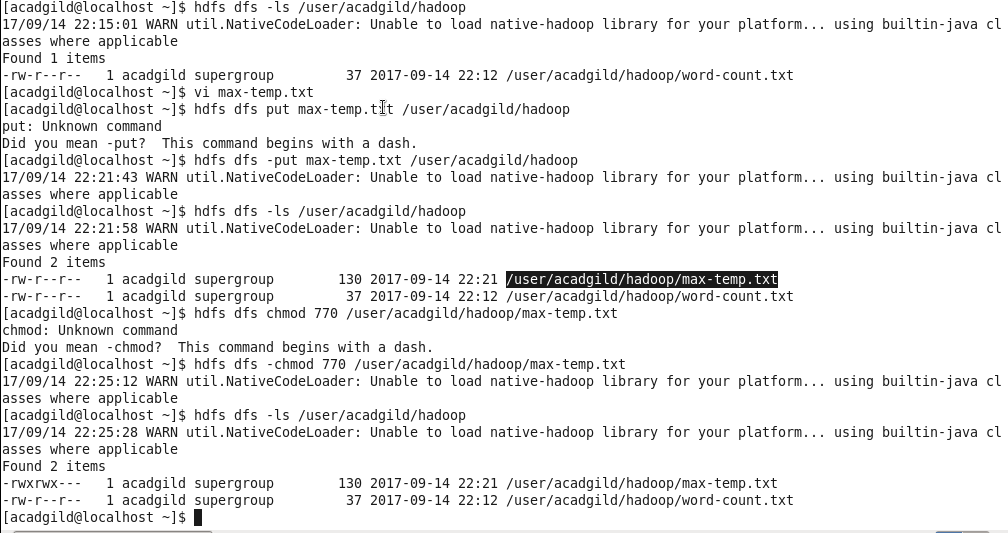 [acadgild@localhost ~]$ hdfs dfs -ls /user/acadgild/hadoop
17/09/14 22:15:01 WARN util.NativeCodeLoader: Unable to load native-hadoop library for your platform... using builtin-java cl
asses where applicable
Found 1 items
-rw-r--r--   1 acadgild supergroup         37 2017-09-14 22:12 /user/acadgild/hadoop/word-count.txt
[acadgild@localhost ~]$ vi max-temp.txt
[acadgild@localhost ~]$ hdfs dfs put max-temp.txt /user/acadgild/hadoop
put: Unknown command
Did you mean -put?  This command begins with a dash.
[acadgild@localhost ~]$ hdfs dfs -put max-temp.txt /user/acadgild/hadoop
17/09/14 22:21:43 WARN util.NativeCodeLoader: Unable to load native-hadoop library for your platform... using builtin-java cl
asses where applicable
[acadgild@localhost ~]$ hdfs dfs -ls /user/acadgild/hadoop
17/09/14 22:21:58 WARN util.NativeCodeLoader: Unable to load native-hadoop library for your platform... using builtin-java cl
asses where applicable
Found 2 items
-rw-r--r--   1 acadgild supergroup        130 2017-09-14 22:21 /user/acadgild/hadoop/max-temp.txt
-rw-r--r--   1 acadgild supergroup         37 2017-09-14 22:12 /user/acadgild/hadoop/word-count.txt
[acadgild@localhost ~]$ hdfs dfs chmod 770 /user/acadgild/hadoop/max-temp.txt
chmod: Unknown command
Did you mean -chmod?  This command begins with a dash.
[acadgild@localhost ~]$ hdfs dfs -chmod 770 /user/acadgild/hadoop/max-temp.txt
17/09/14 22:25:12 WARN util.NativeCodeLoader: Unable to load native-hadoop library for your platform... using builtin-java cl
asses where applicable
[acadgild@localhost ~]$ hdfs dfs -ls /user/acadgild/hadoop
17/09/14 22:25:28 WARN util.NativeCodeLoader: Unable to load native-hadoop library for your platform... using builtin-java cl
asses where applicable
Found 2 items
-rwxrwx---   1 acadgild supergroup        130 2017-09-14 22:21 /user/acadgild/hadoop/max-temp.txt
-rw-r--r--   1 acadgild supergroup         37 2017-09-14 22:12 /user/acadgild/hadoop/word-count.txt
[acadgild@localhost ~]$